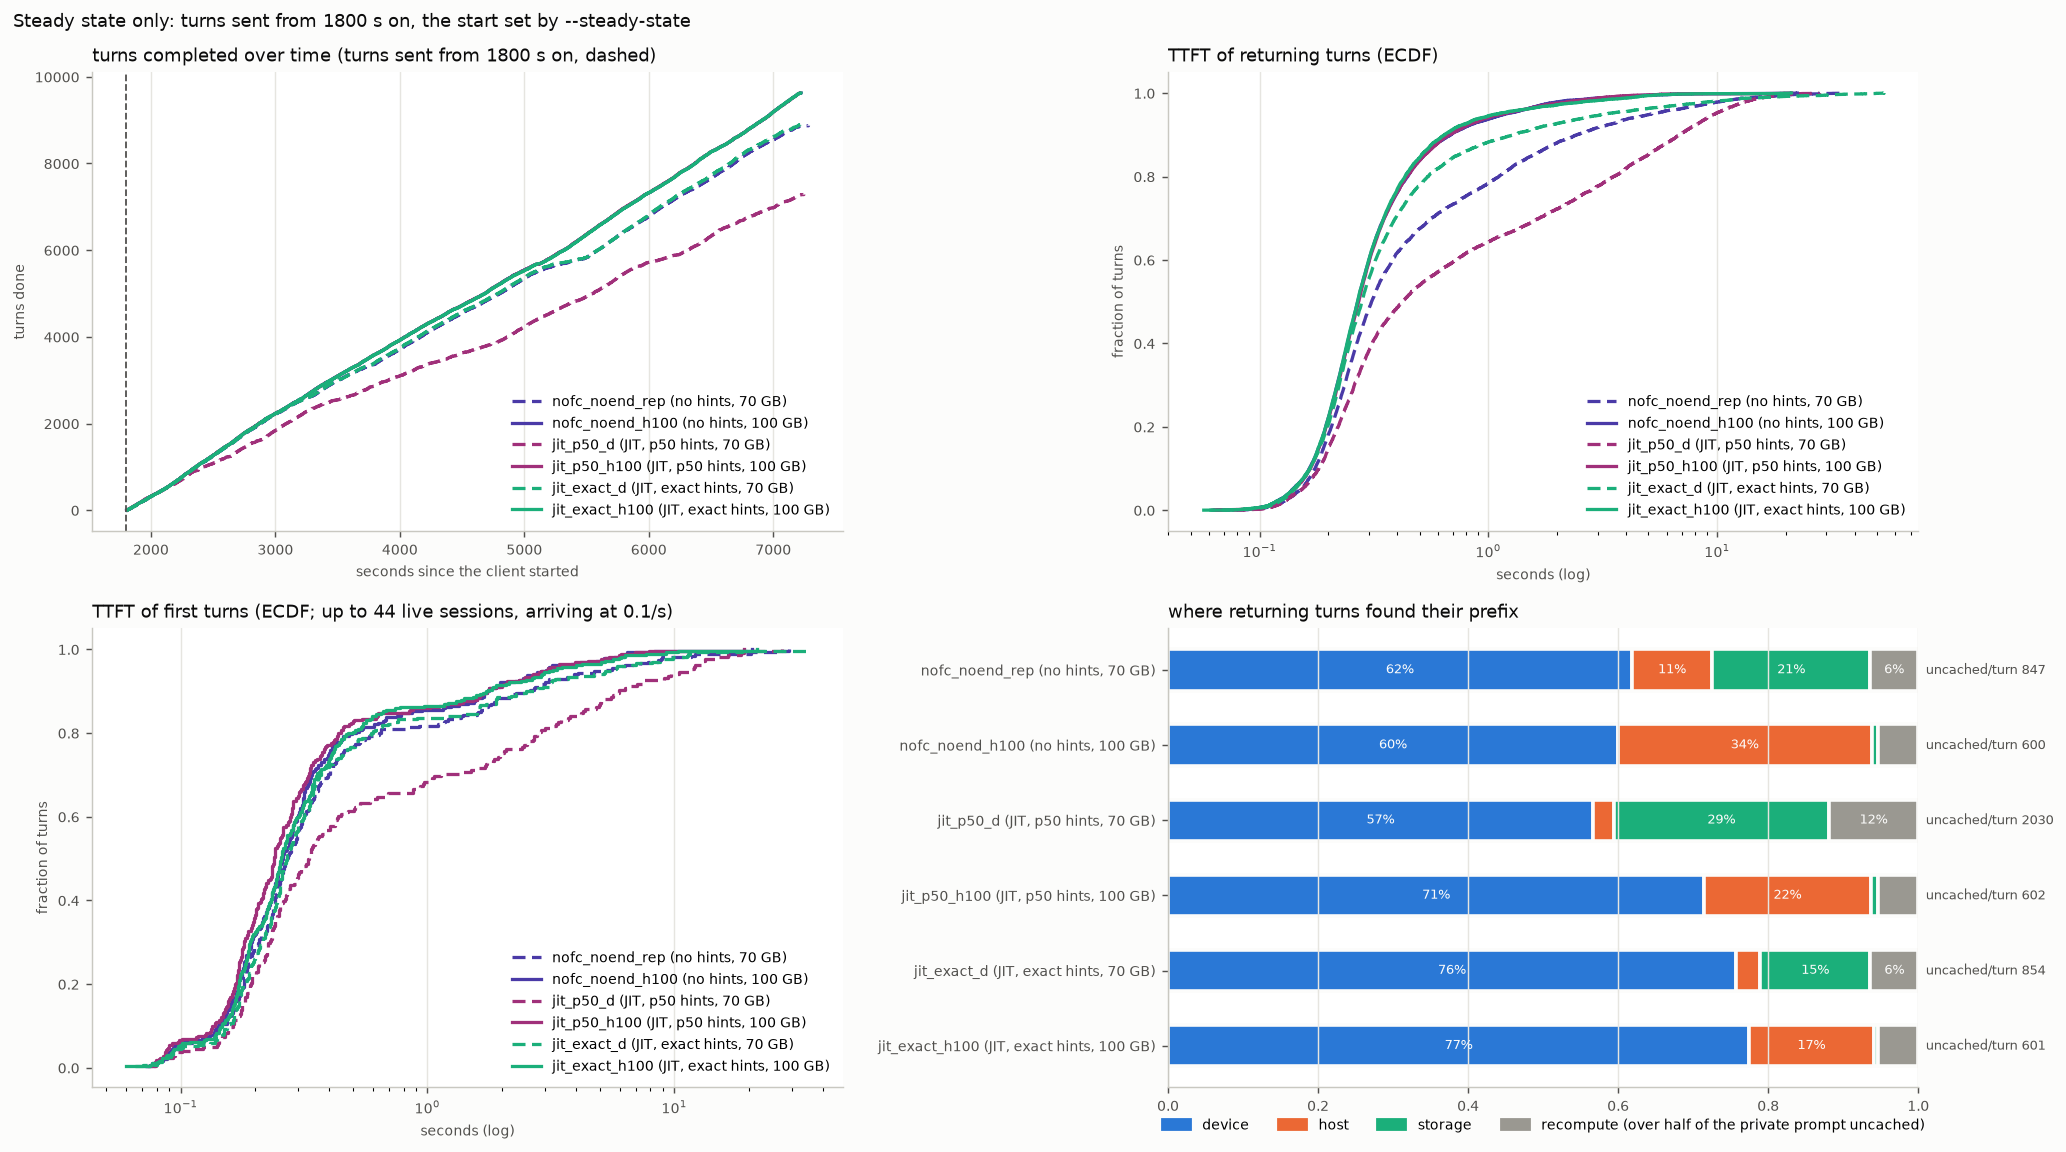 Steady state only: turns sent from 1800 s on, the start set by --steady-state
turns completed over time (turns sent from 1800 s on, dashed)
10000
8000
6000
4000
2000
0
turns done
2000
3000
4000
5000
6000
7000
seconds since the client started
nofc_noend_rep (no hints, 70 GB)
nofc_noend_h100 (no hints, 100 GB)
jit_p50_d (JIT, p50 hints, 70 GB)
jit_p50_h100 (JIT, p50 hints, 100 GB)
jit_exact_d (JIT, exact hints, 70 GB)
jit_exact_h100 (JIT, exact hints, 100 GB)
TTFT of returning turns (ECDF)
1.0
0.8
0.6
0.4
0.2
0.0
fraction of turns
10⁻¹
10⁰
10¹
seconds (log)
nofc_noend_rep (no hints, 70 GB)
nofc_noend_h100 (no hints, 100 GB)
jit_p50_d (JIT, p50 hints, 70 GB)
jit_p50_h100 (JIT, p50 hints, 100 GB)
jit_exact_d (JIT, exact hints, 70 GB)
jit_exact_h100 (JIT, exact hints, 100 GB)
TTFT of first turns (ECDF; up to 44 live sessions, arriving at 0.1/s)
1.0
0.8
0.6
0.4
0.2
0.0
fraction of turns
10⁻¹
10⁰
10¹
seconds (log)
nofc_noend_rep (no hints, 70 GB)
nofc_noend_h100 (no hints, 100 GB)
jit_p50_d (JIT, p50 hints, 70 GB)
jit_p50_h100 (JIT, p50 hints, 100 GB)
jit_exact_d (JIT, exact hints, 70 GB)
jit_exact_h100 (JIT, exact hints, 100 GB)
where returning turns found their prefix
nofc_noend_rep (no hints, 70 GB) 62% 11% 21% 6% uncached/turn 847
nofc_noend_h100 (no hints, 100 GB) 60% 34% uncached/turn 600
jit_p50_d (JIT, p50 hints, 70 GB) 57% 29% 12% uncached/turn 2030
jit_p50_h100 (JIT, p50 hints, 100 GB) 71% 22% uncached/turn 602
jit_exact_d (JIT, exact hints, 70 GB) 76% 15% 6% uncached/turn 854
jit_exact_h100 (JIT, exact hints, 100 GB) 77% 17% uncached/turn 601
0.0 0.2 0.4 0.6 0.8 1.0
device host storage recompute (over half of the private prompt uncached)